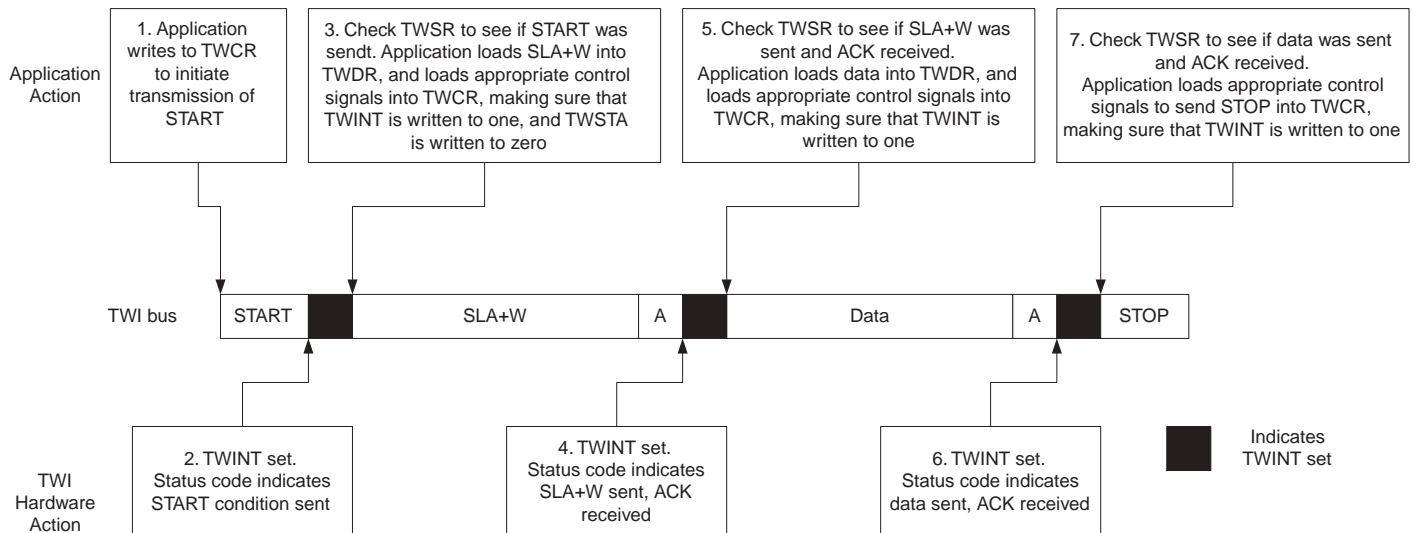 Application
Action
1. Application
writes to TWCR
to initiate
transmission of
START
3. Check TWSR to see if START was
sendt. Application loads SLA+W into
TWDR, and loads appropriate control
signals into TWCR, making sure that
TWINT is written to one, and TWSTA
is written to zero
5. Check TWSR to see if SLA+W was
sent and ACK received.
Application loads data into TWDR, and
loads appropriate control signals into
TWCR, making sure that TWINT is
written to one
7. Check TWSR to see if data was sent
and ACK received.
Application loads appropriate control
signals to send STOP into TWCR,
making sure that TWINT is written to one
TWI bus
START
SLA+W
A
Data
A
STOP
TWI
Hardware
Action
2. TWINT set.
Status code indicates
START condition sent
4. TWINT set.
Status code indicates
SLA+W sent, ACK
received
6. TWINT set.
Status code indicates
data sent, ACK received
Indicates
TWINT set